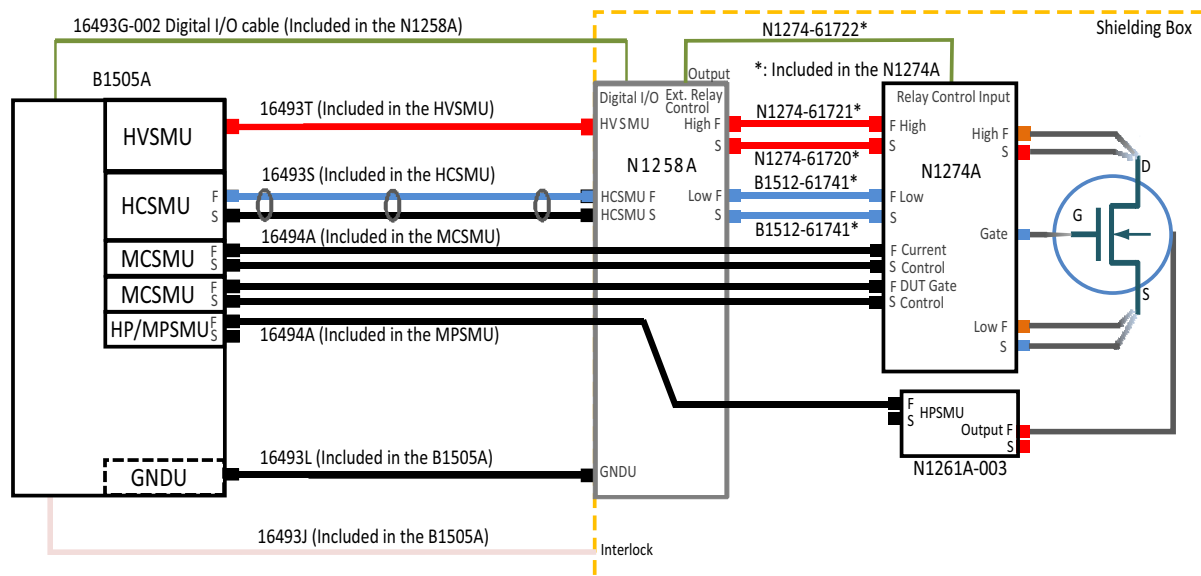 16493G-002 Digital I/O cable (Included in the N1258A)
N1274-61722*
Shielding Box
B1505A
*: Included in the N1274A
Output
16493T (Included in the HVSMU)
Digital I/O
Ext. Relay
Control
N1274-61721*
Relay Control Input
HVSMU
HVSMU
High F
F High
High F
S
S
S
D
N1258A
N1274-61720*
N1274A
16493S (Included in the HCSMU)
B1512-61741*
HCSMU
F
HCSMU F
Low F
F Low
S
HCSMU S
S
S
G
16494A (Included in the MCSMU)
B1512-61741*
Gate
MCSMU
F
S
F Current
S Control
MCSMU
F
S
F DUT Gate
S Control
S
HP/MPSMU
F
S
16494A (Included in the MPSMU)
Low F
S
F
S
HPSMU
Output F
S
N1261A-003
16493L (Included in the B1505A)
GNDU
GNDU
16493J (Included in the B1505A)
Interlock